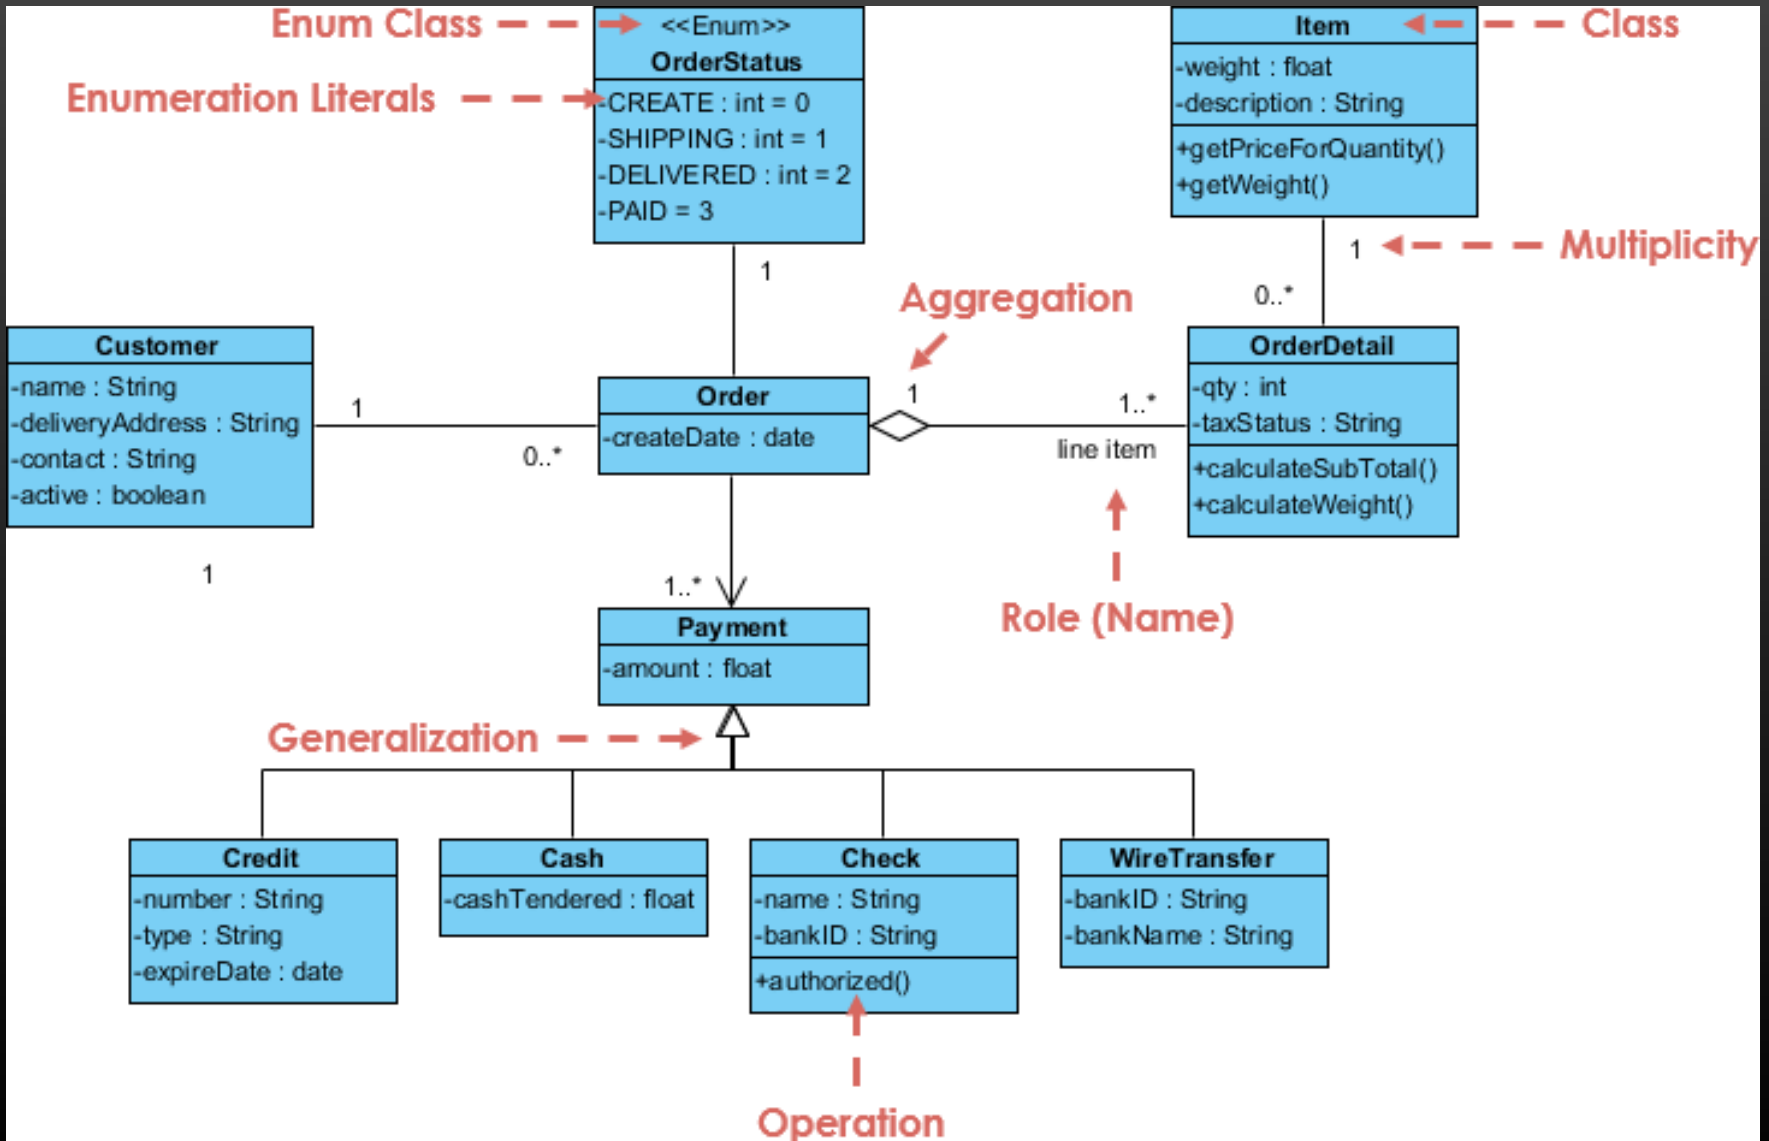 Enum Class
<<Enum>>
OrderStatus
Enumeration Literals
-CREATE : int = 0
-SHIPPING : int = 1
-DELIVERED : int = 2
-PAID = 3
Item
Class
-weight : float
-description : String
+getPriceForQuantity()
+getWeight()
1
Multiplicity
0..*
1
Aggregation
Customer
-name : String
-deliveryAddress : String
-contact : String
-active : boolean
1
0..*
Order
-createDate : date
1
1..*
line item
OrderDetail
-qty : int
-taxStatus : String
+calculateSubTotal()
+calculateWeight()
1
1..*
Role (Name)
Payment
-amount : float
Generalization
Credit
-number : String
-type : String
-expireDate : date
Cash
-cashTendered : float
Check
-name : String
-bankID : String
+authorized()
WireTransfer
-bankID : String
-bankName : String
Operation